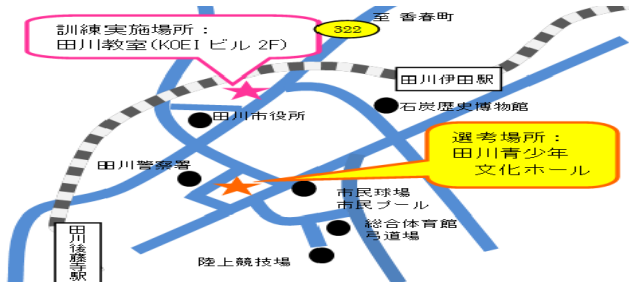 至 香春町
322
訓練実施場所：
田川教室(KOEIビル 2F)
田川伊田駅
石炭歴史博物館
田川市役所
選考場所：
田川青少年
文化ホール
田川警察署
市民球場
市民プール
総合体育館
弓道場
田川後藤寺駅
陸上競技場